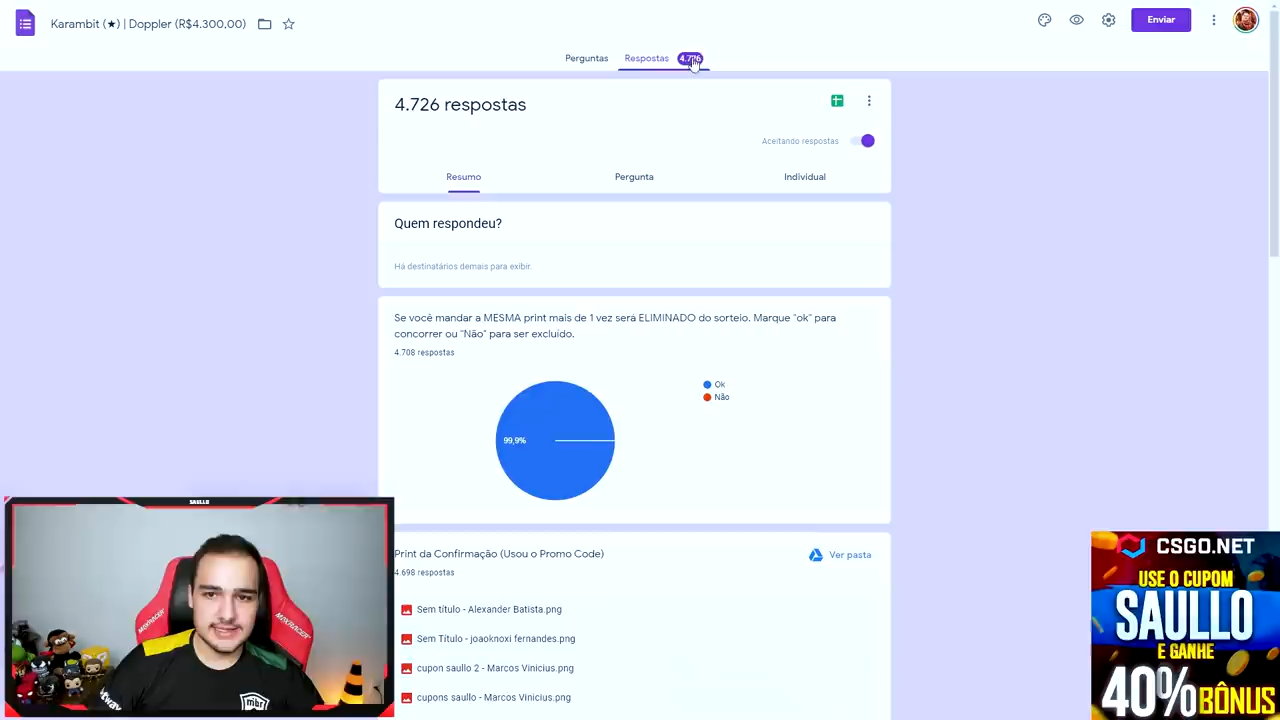 Karambit (★) | Doppler (R$4.300,00)
Enviar
Perguntas
Respostas
4.726 respostas
Aceitando respostas
Resumo
Pergunta
Individual
Quem respondeu?
Há destinatários demais para exibir.
Se você mandar a MESMA print mais de 1 vez será ELIMINADO do sorteio. Marque "ok" para
concorrer ou "Não" para ser excluído.
4.708 respostas
Ok
Não
99,9%
Print da Confirmação (Usou o Promo Code)
Ver pasta
4.698 respostas
Sem título - Alexander Batista.png
Sem Título - joaoknoxi fernandes.png
cupon saullo 2 - Marcos Vinicius.png
cupons saullo - Marcos Vinicius.png
SAULLO
MAXRACER
MAXRACER
CSGO.NET
USE O CUPOM
SAULLO
E GANHE
40% BÔNUS